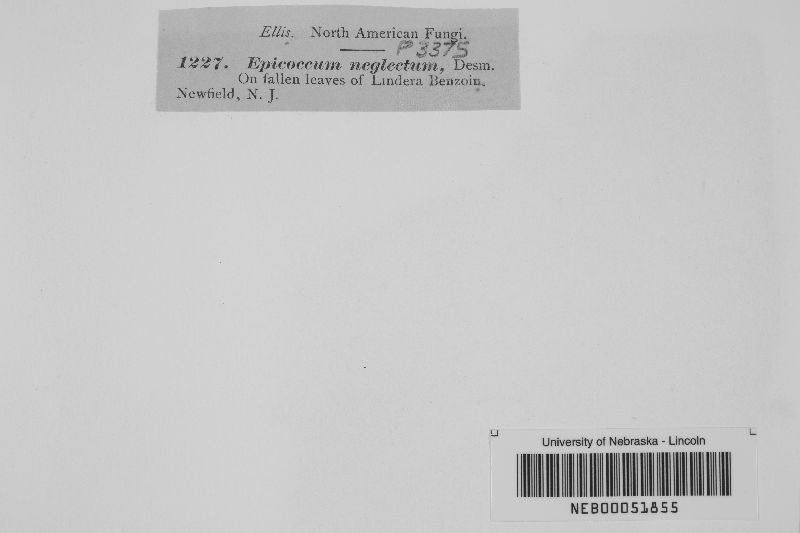 Ellis. North American Fungi.
P 3375
1227. Epicoccum neglectum, Desm.
On fallen leaves of Lindera Benzoin.
Newfield, N. J.
University of Nebraska - Lincoln
NEB00051855